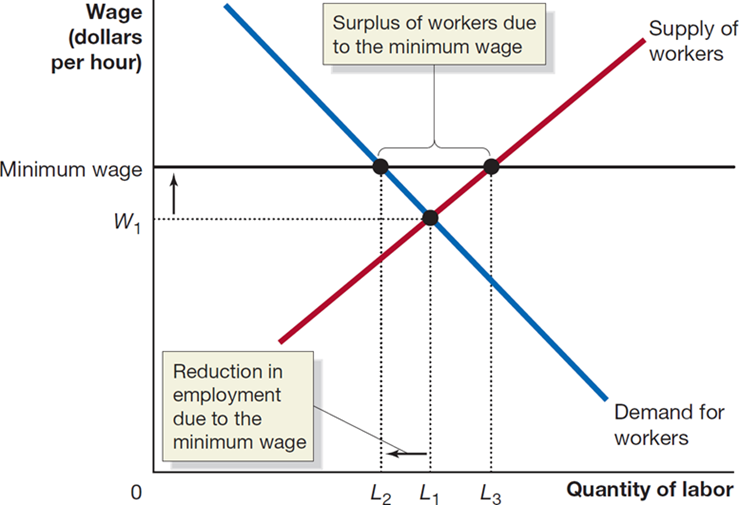 Wage
(dollars
per hour)
Surplus of workers due
to the minimum wage
Supply of
workers
Minimum wage
W₁
Reduction in
employment
due to the
minimum wage
Demand for
workers
0
L₂
L₁
L₃
Quantity of labor